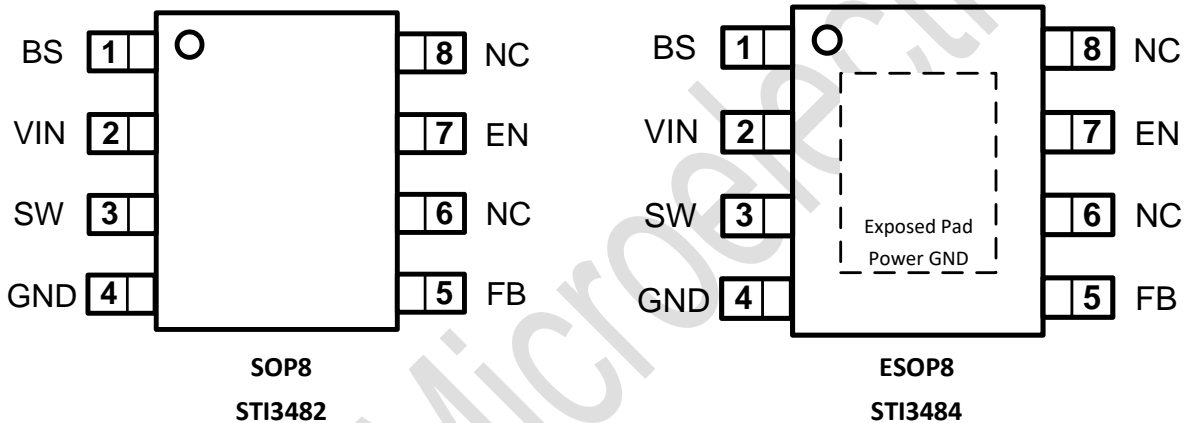 BS 1 8 NC
VIN 2 7 EN
SW 3 6 NC
GND 4 5 FB
SOP8
STI3482
BS 1 8 NC
VIN 2 7 EN
SW 3 6 NC
GND 4 5 FB
Exposed Pad
Power GND
ESOP8
STI3484
Microelect